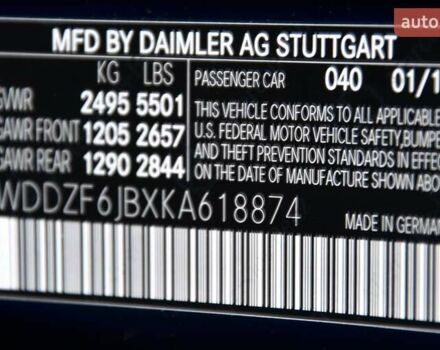 auto.
MFD BY DAIMLER AG STUTTGART
KG LBS
GVWR 2495 5501
GAWR FRONT 1205 2657
GAWR REAR 1290 2844
PASSENGER CAR 040 01/1
THIS VEHICLE CONFORMS TO ALL APPLICABLE
U.S. FEDERAL MOTOR VEHICLE SAFETY, BUMPE
AND THEFT PREVENTION STANDARDS IN EFFE
ON THE DATE OF MANUFACTURE SHOWN ABO
WDDZF6JBXKA618874
MADE IN GERMAN